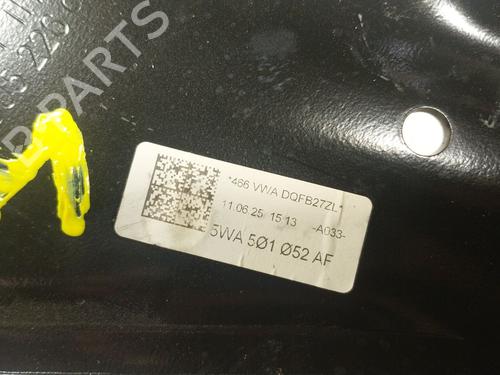 *466 VWA DQFB27ZL*
11.06.25 15:13 -A033-
5WA 5Ø1 Ø52 AF
B-PARTS